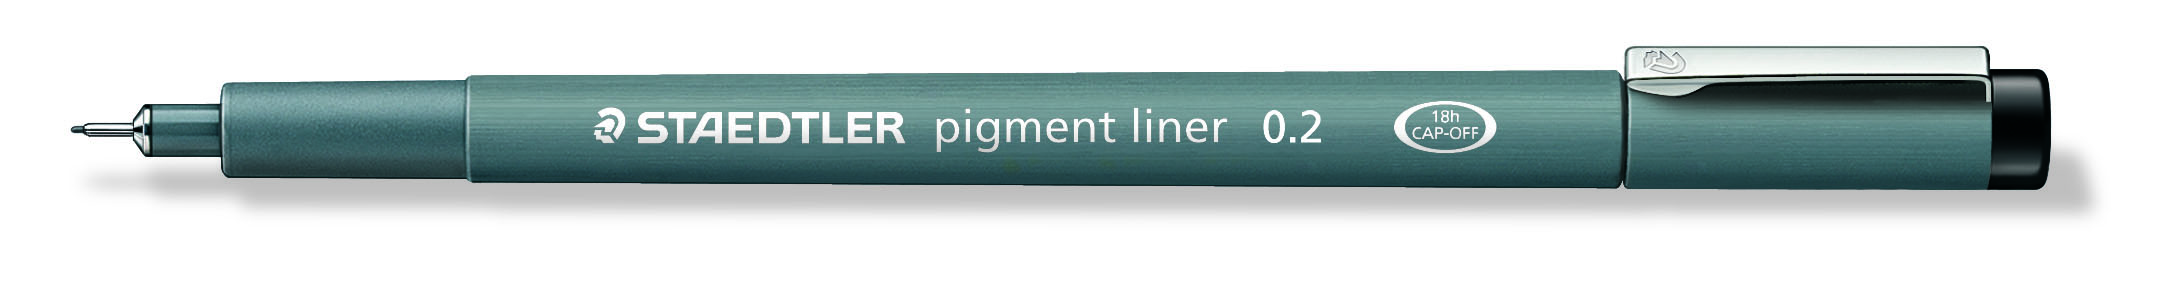 STAEDTLER pigment liner 0.2
18h
CAP-OFF